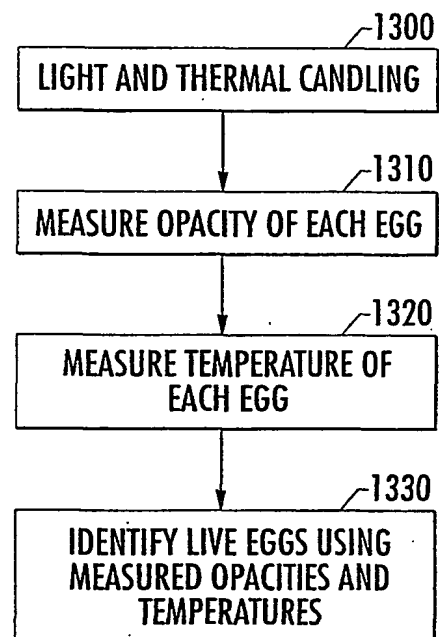 1300
LIGHT AND THERMAL CANDLING
1310
MEASURE OPACITY OF EACH EGG
1320
MEASURE TEMPERATURE OF
EACH EGG
1330
IDENTIFY LIVE EGGS USING
MEASURED OPACITIES AND
TEMPERATURES